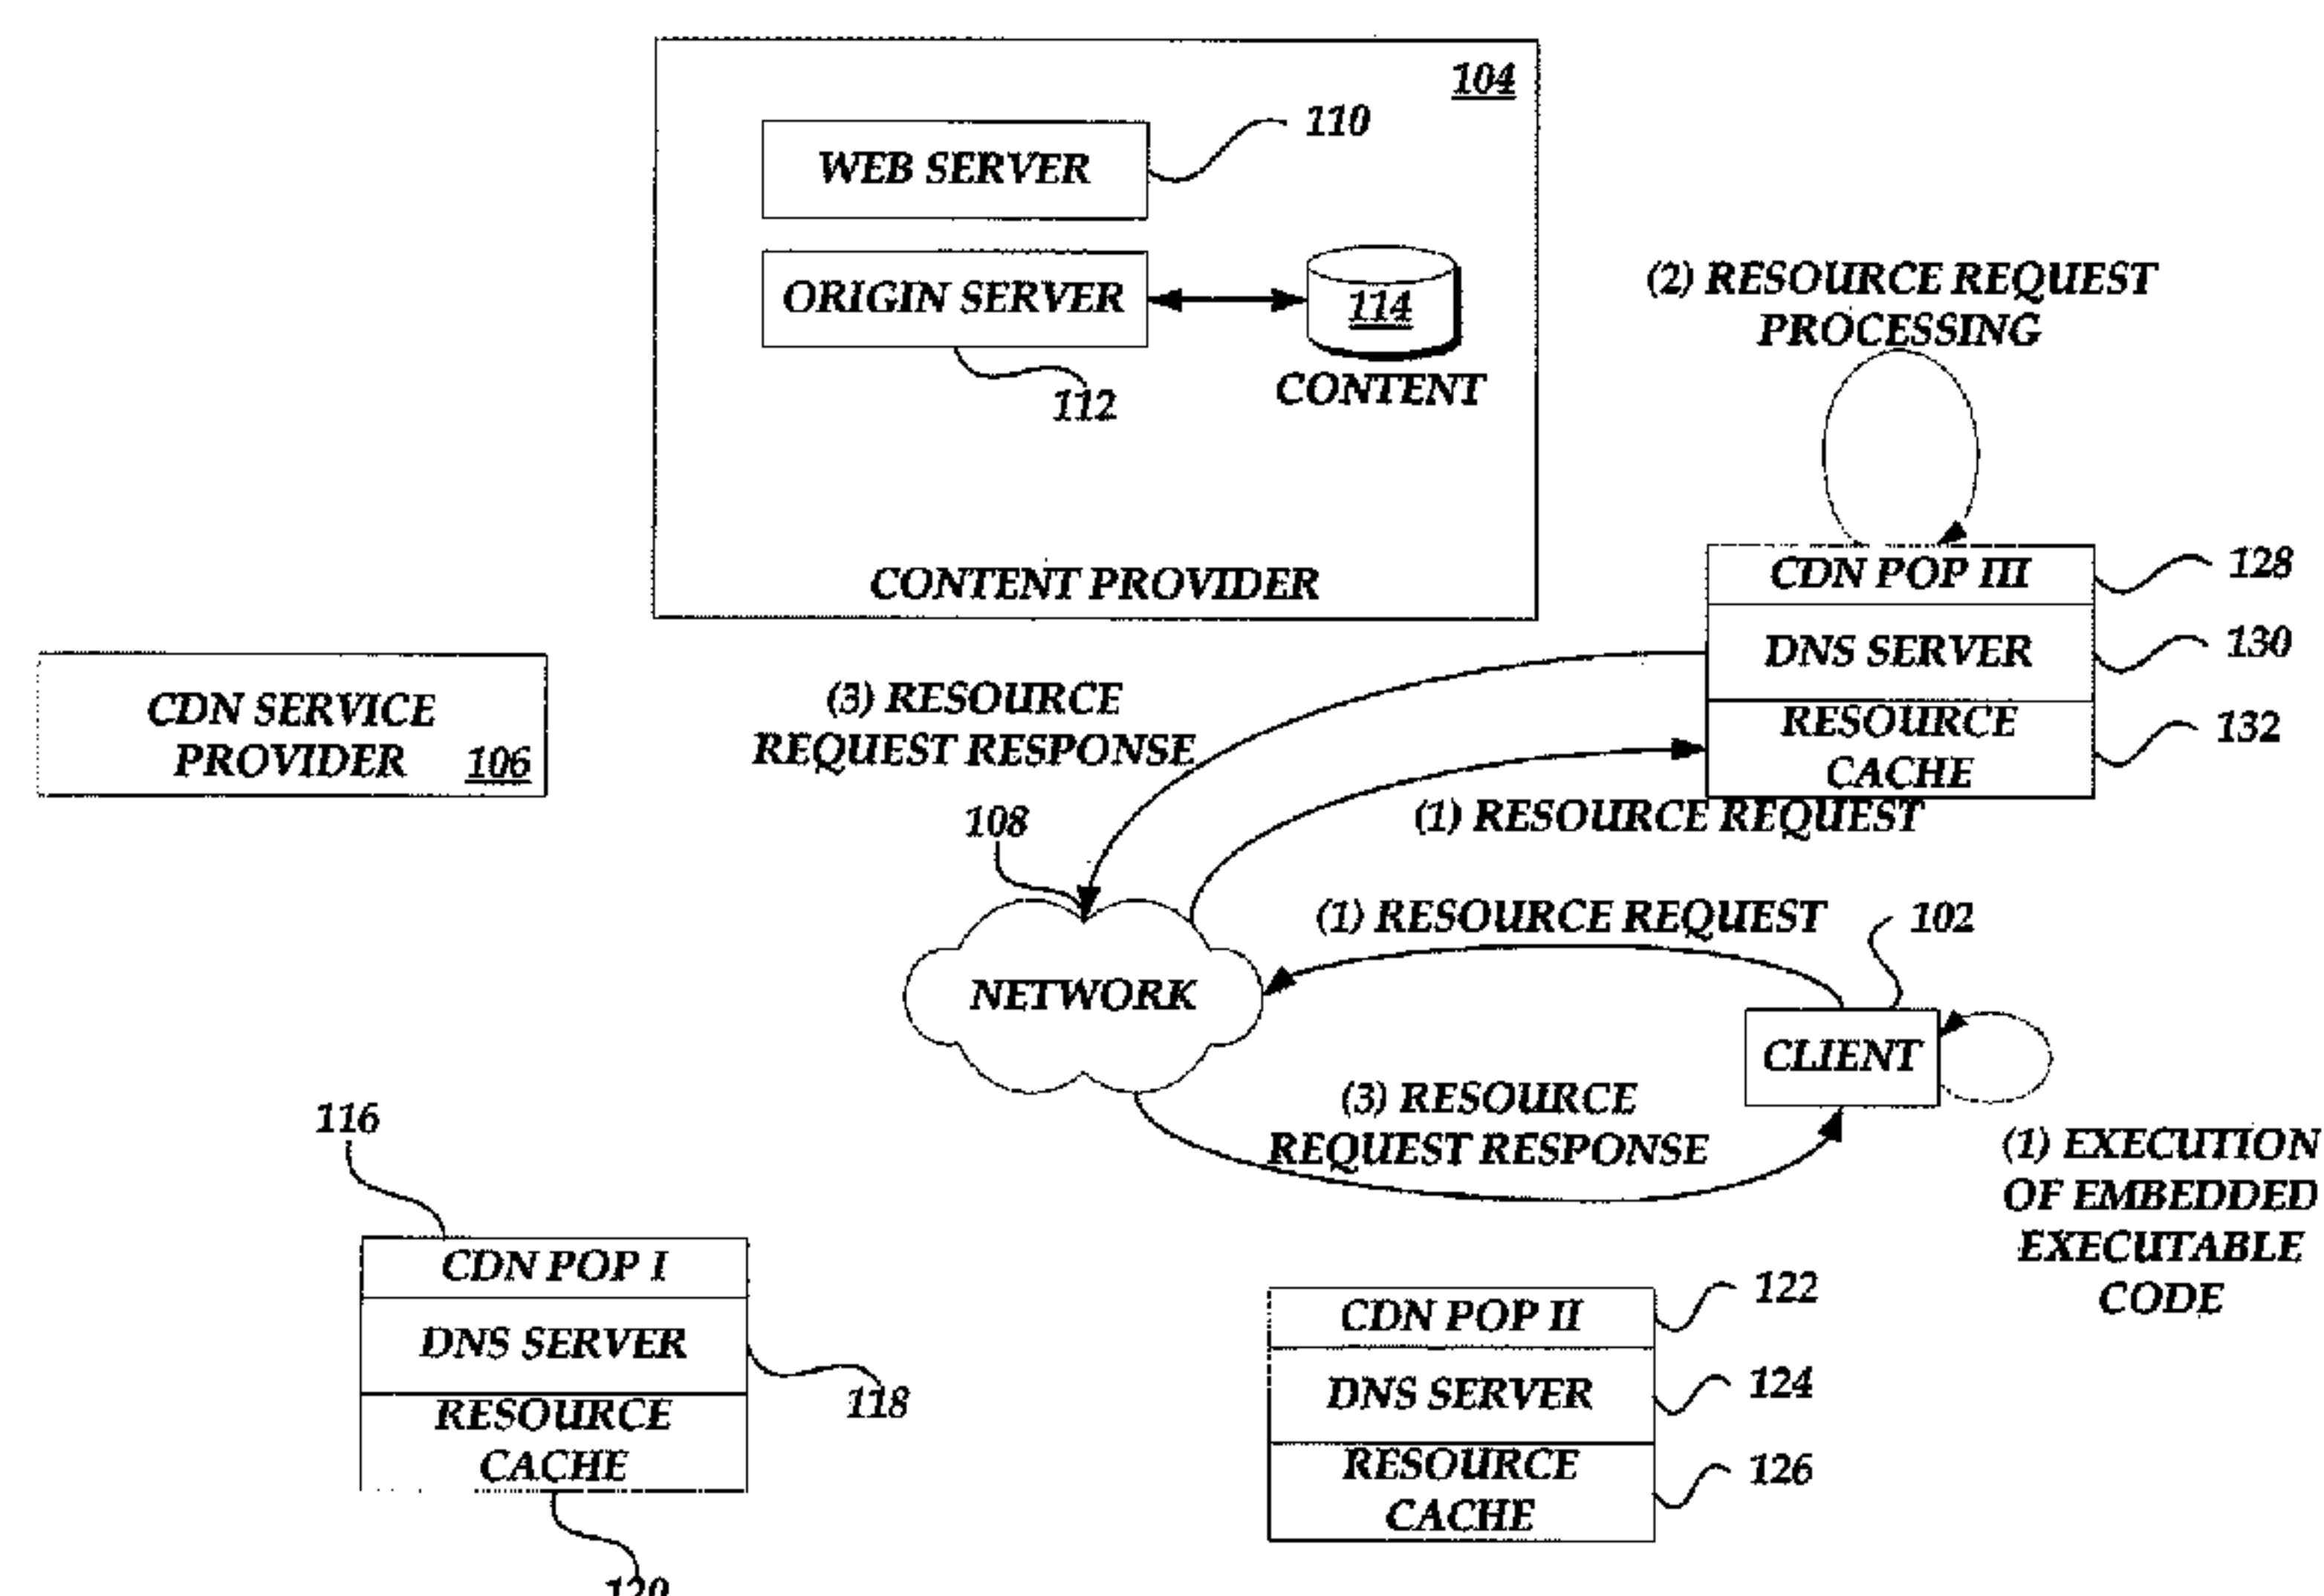 104
110
WEB SERVER
ORIGIN SERVER
114
112
CONTENT
CONTENT PROVIDER
(2) RESOURCE REQUEST
PROCESSING
CDN POP III
128
DNS SERVER
130
RESOURCE
CACHE
132
CDN SERVICE
PROVIDER
106
(3) RESOURCE
REQUEST RESPONSE
(1) RESOURCE REQUEST
108
NETWORK
(1) RESOURCE REQUEST
102
CLIENT
(3) RESOURCE
REQUEST RESPONSE
(1) EXECUTION
OF EMBEDDED
EXECUTABLE
CODE
116
CDN POP I
DNS SERVER
118
RESOURCE
CACHE
120
CDN POP II
122
DNS SERVER
124
RESOURCE
CACHE
126